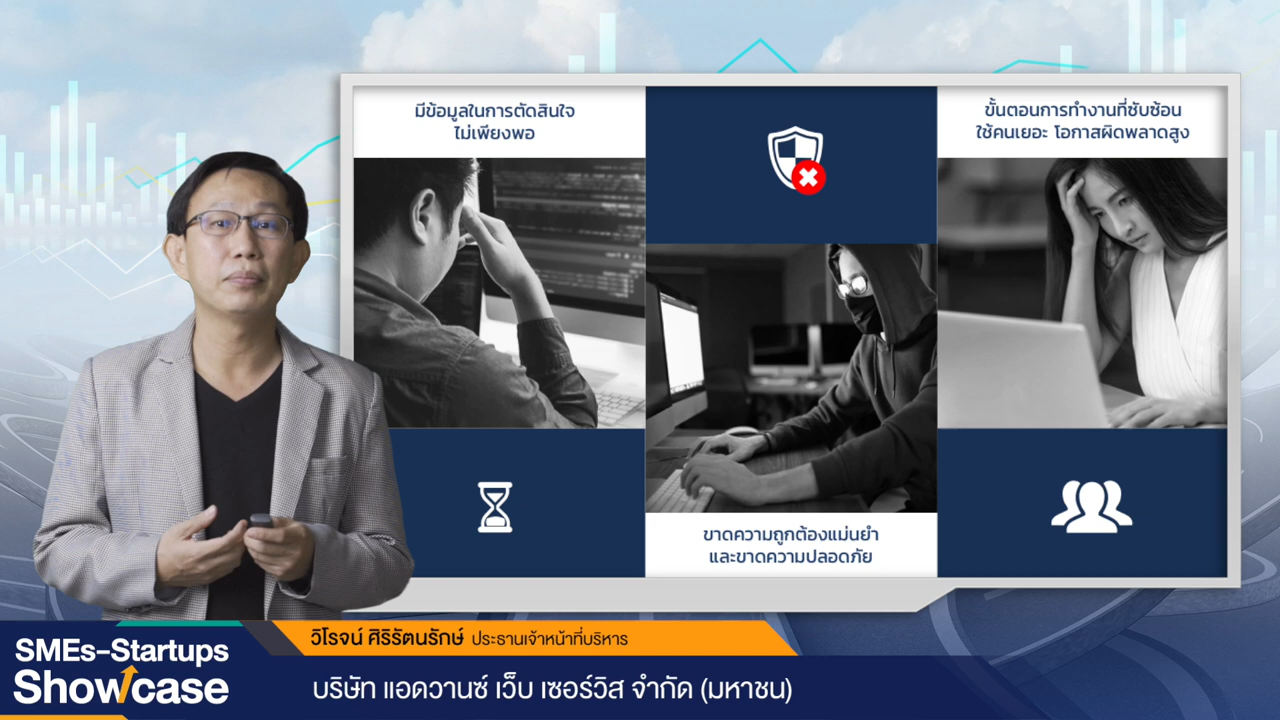 มีข้อมูลในการตัดสินใจ
ไม่เพียงพอ
ขั้นตอนการทำงานที่ซับซ้อน
ใช้คนเยอะ โอกาสผิดพลาดสูง
ขาดความถูกต้องแม่นยำ
และขาดความปลอดภัย
วิโรจน์ ศิริรัตนรักษ์ ประธานเจ้าหน้าที่บริหาร
SMEs-Startups
Showcase
บริษัท แอดวานซ์ เว็บ เซอร์วิส จำกัด (มหาชน)